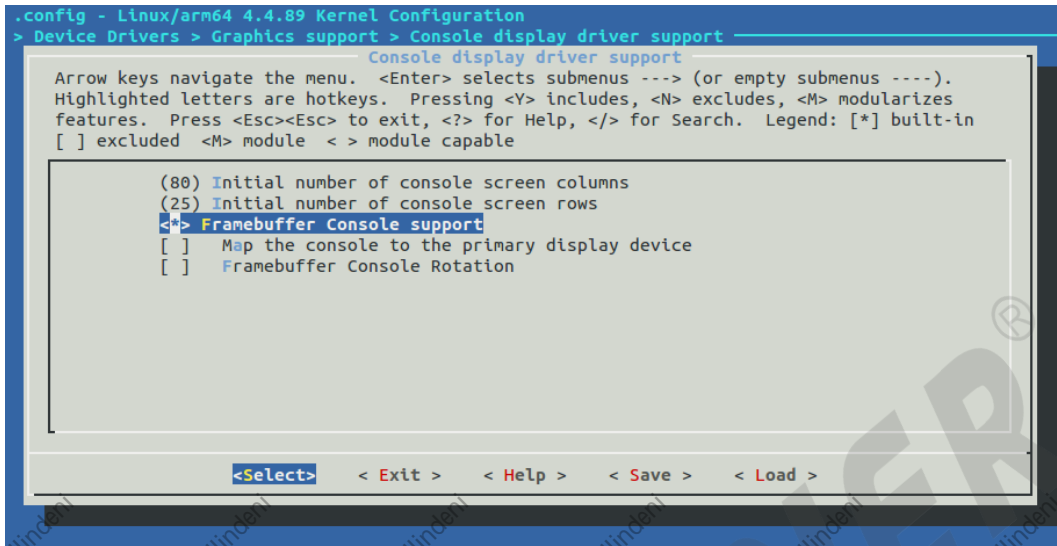 .config - Linux/arm64 4.4.89 Kernel Configuration
> Device Drivers > Graphics support > Console display driver support
Console display driver support
Arrow keys navigate the menu.  <Enter> selects submenus ---> (or empty submenus ----).
Highlighted letters are hotkeys.  Pressing <Y> includes, <N> excludes, <M> modularizes
features.  Press <Esc><Esc> to exit, <?> for Help, </> for Search.  Legend: [*] built-in
[ ] excluded  <M> module  < > module capable
(80) Initial number of console screen columns
(25) Initial number of console screen rows
<*> Framebuffer Console support
[ ]   Map the console to the primary display device
[ ]   Framebuffer Console Rotation
<Select>    < Exit >    < Help >    < Save >    < Load >